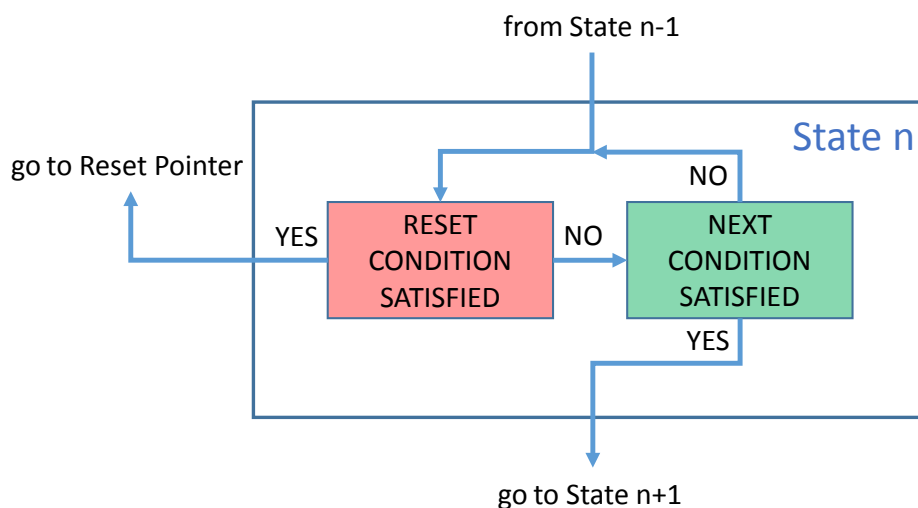 from State n-1
State n
go to Reset Pointer
NO
YES
RESET
CONDITION
SATISFIED
NO
NEXT
CONDITION
SATISFIED
YES
go to State n+1